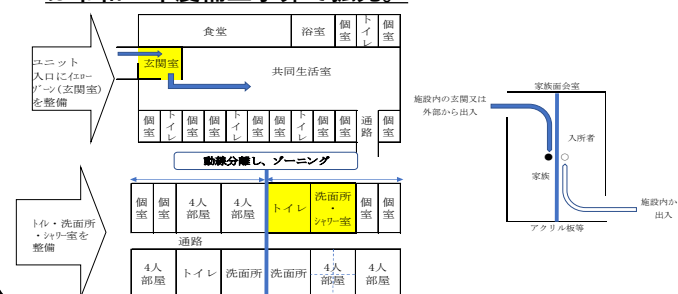 食堂
浴室
個室
トイレ
個室
玄関室
共同生活室
ユニット
入口にイエロー
ゾーン(玄関室)
を整備
個室
トイレ
個室
個室
トイレ
個室
個室
トイレ
個室
通路
個室
動線分離し、ゾーニング
個室
個室
4人部屋
4人部屋
トイレ
洗面所・シャワー室
個室
個室
トイレ・洗面所
・シャワー室を
整備
通路
4人部屋
トイレ
洗面所
洗面所
4人部屋
4人部屋
家族面会室
施設内の玄関又は
外部から出入
入所者
家族
施設内か
出入
アクリル板等